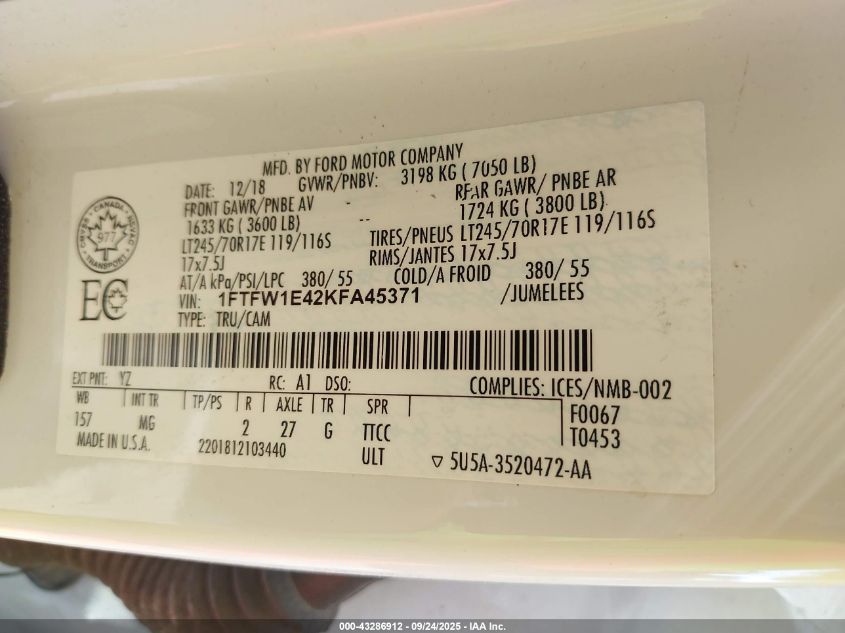 MFD. BY FORD MOTOR COMPANY
DATE: 12/18 GVWR/PNBV: 3198 KG ( 7050 LB)
FRONT GAWR/PNBE AV - REAR GAWR/ PNBE AR
1633 KG ( 3600 LB) -- 1724 KG ( 3800 LB)
LT245/70R17E 119/116S TIRES/PNEUS LT245/70R17E 119/116S
17x7.5J RIMS/JANTES 17x7.5J
AT/A kPa/PSI/LPC 380/ 55 COLD/A FROID 380/ 55
VIN: 1FTFW1E42KFA45371 /JUMELEES
TYPE: TRU/CAM
CANADA
977
TRANSPORT
EC
EXT PNT: YZ RC: A1 DSO: COMPLIES: ICES/NMB-002
WB INT TR TP/PS R AXLE TR SPR F0067
157 MG 2 27 G TTCC T0453
MADE IN U.S.A. 2201812103440 ULT ▽ 5U5A-3520472-AA
000-43286912 - 09/24/2025 - IAA Inc.